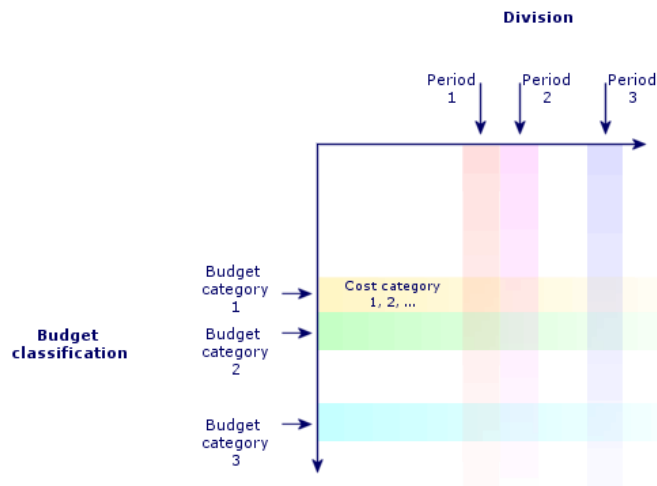 Division
Period
1
Period
2
Period
3
Budget
category
1
Cost category
1, 2, ...
Budget
classification
Budget
category
2
Budget
category
3